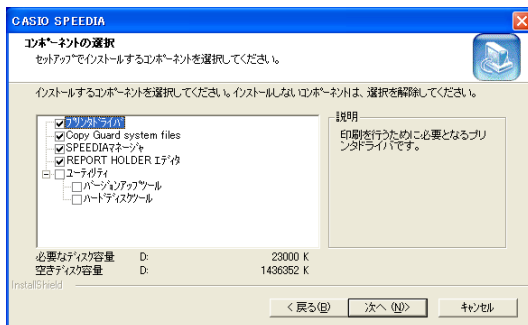 CASIO SPEEDIA
コンポーネントの選択
セットアップでインストールするコンポーネントを選択してください。
インストールするコンポーネントを選択してください。インストールしないコンポーネントは、選択を解除してください。
プリンタドライバ
Copy Guard system files
SPEEDIAマネージャ
REPORT HOLDER エディタ
ユーティリティ
バージョンアップツール
ハードディスクツール
説明
印刷を行うために必要となるプリ
ンタドライバです。
必要なディスク容量 D: 23000 K
空きディスク容量 D: 1436352 K
InstallShield
< 戻る(B) 次へ (N)> キャンセル